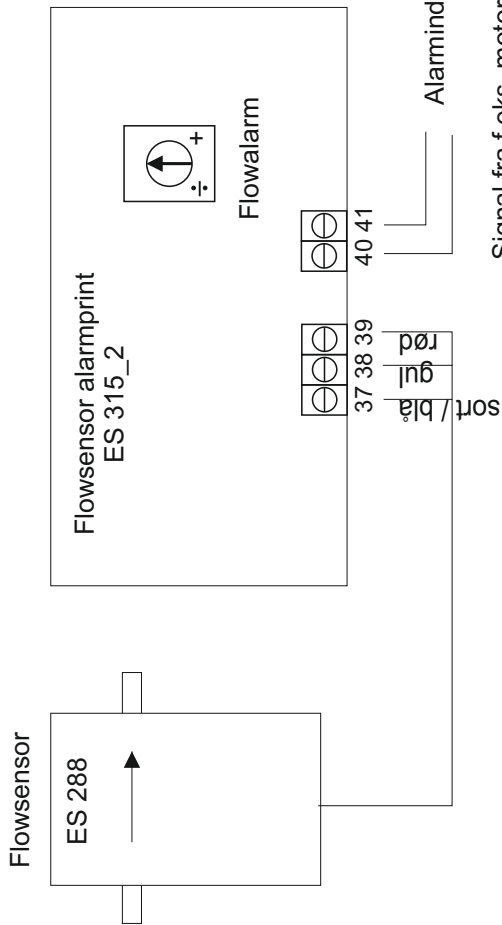 Flowsensor
ES 288
Flowsensor alarmprint
ES 315_2
÷ +
Flowalarm
37 38 39 40 41
sort / blå
gul
rød
Alarmind
Signal fra f.eks. motor